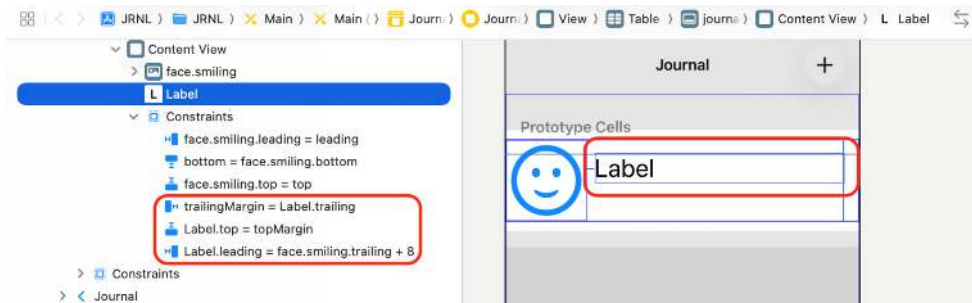 JRNL ⟩ JRNL ⟩ Main ⟩ Main ( ) ⟩ Journ ⟩ Journ ⟩ View ⟩ Table ⟩ journa ⟩ Content View ⟩ L Label
Content View
face.smiling
L Label
Constraints
face.smiling.leading = leading
bottom = face.smiling.bottom
face.smiling.top = top
trailingMargin = Label.trailing
Label.top = topMargin
Label.leading = face.smiling.trailing + 8
Constraints
Journal
Journal +
Prototype Cells
Label